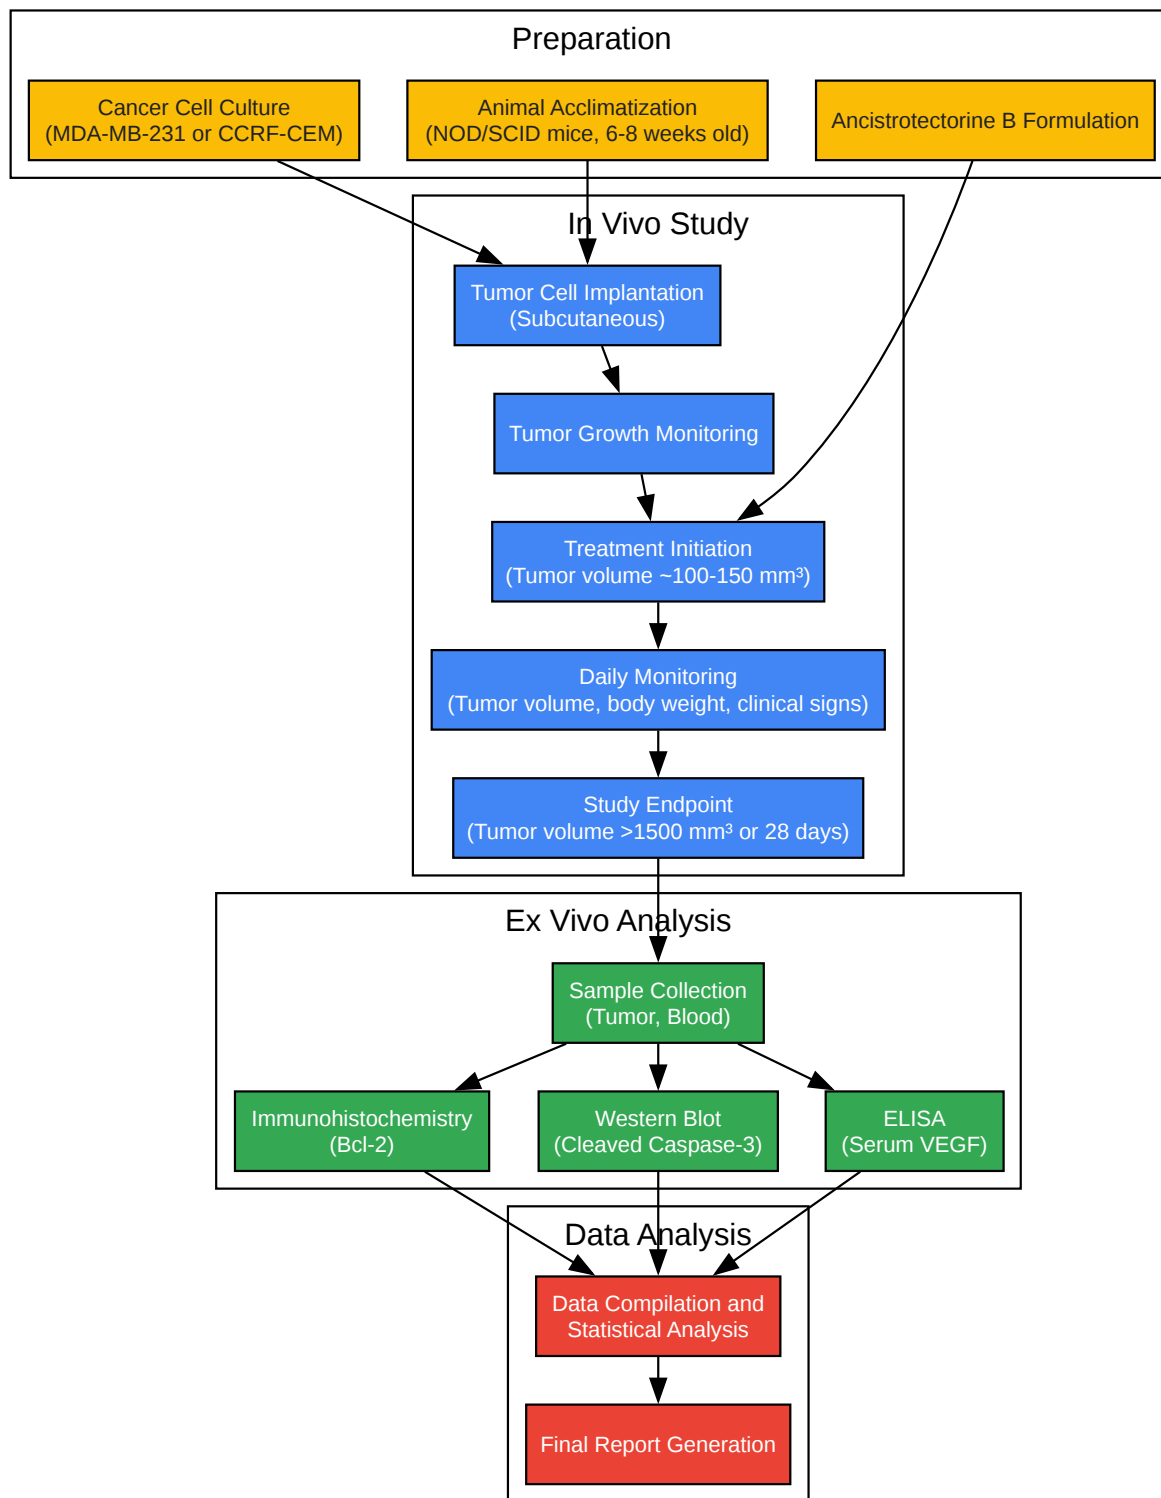 Preparation
Cancer Cell Culture
(MDA-MB-231 or CCRF-CEM)
Animal Acclimatization
(NOD/SCID mice, 6-8 weeks old)
Ancistrotectorine B Formulation
In Vivo Study
Tumor Cell Implantation
(Subcutaneous)
Tumor Growth Monitoring
Treatment Initiation
(Tumor volume ~100-150 mm³)
Daily Monitoring
(Tumor volume, body weight, clinical signs)
Study Endpoint
(Tumor volume >1500 mm³ or 28 days)
Ex Vivo Analysis
Sample Collection
(Tumor, Blood)
Immunohistochemistry
(Bcl-2)
Western Blot
(Cleaved Caspase-3)
ELISA
(Serum VEGF)
Data Analysis
Data Compilation and
Statistical Analysis
Final Report Generation